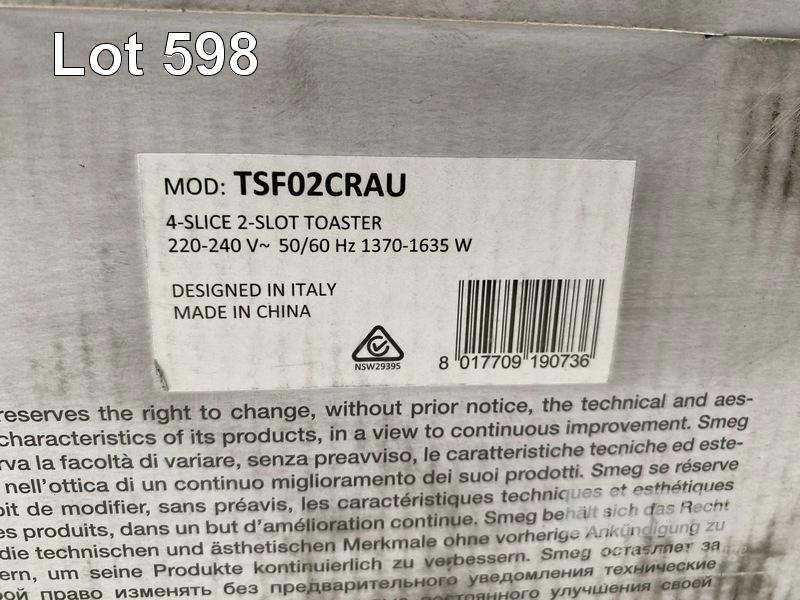 Lot 598
MOD: TSF02CRAU
4-SLICE 2-SLOT TOASTER
220-240 V~ 50/60 Hz 1370-1635 W
DESIGNED IN ITALY
MADE IN CHINA
NSW29395
8 017709 190736
reserves the right to change, without prior notice, the technical and aes-
characteristics of its products, in a view to continuous improvement. Smeg
rva la facoltà di variare, senza preavviso, le caratteristiche tecniche ed este-
nell'ottica di un continuo miglioramento dei suoi prodotti. Smeg se réserve
oit de modifier, sans préavis, les caractéristiques techniques et esthétiques
es produits, dans un but d'amélioration continue. Smeg behält sich das Recht
die technischen und ästhetischen Merkmale ohne vorherige Ankündigung zu
ern, um seine Produkte kontinuierlich zu verbessern. Smeg оставляет за
рой право изменять без предварительного уведомления технические
постоянного улучшения своей